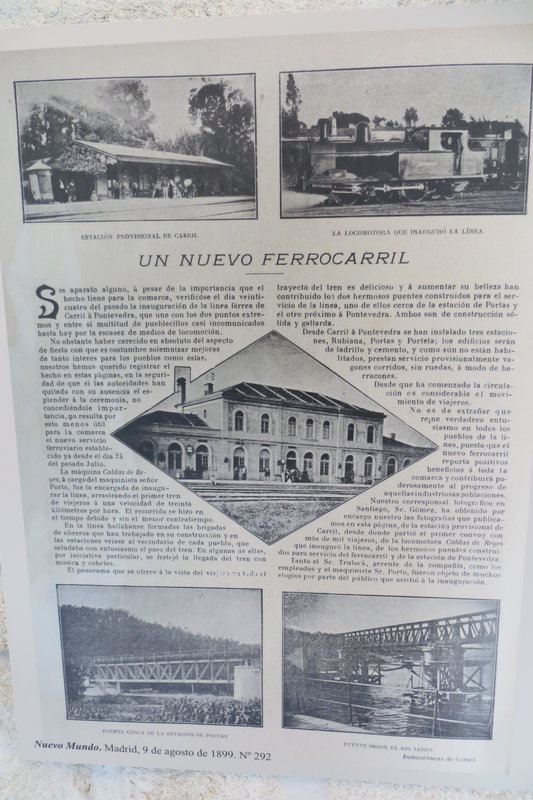 ESTACIÓN PROVISIONAL DE CARRIL
LA LOCOMOTORA QUE INAUGURÓ LA LÍNEA
UN NUEVO FERROCARRIL
SIN aparato alguno, á pesar de la importancia que el
hecho tiene para la comarca, verificóse el día veinti-
cuatro del pasado la inauguración de la línea férrea de
Carril á Pontevedra, que une con los dos puntos extre-
mos y entre sí multitud de pueblecillos casi incomunicados
hasta hoy por la escasez de medios de locomoción.
No obstante haber carecido en absoluto del aspecto
de fiesta con que es costumbre solemnizar mejoras
de tanto interés para los pueblos como éstas,
nosotros hemos querido registrar el
hecho en estas páginas, en la seguri-
dad de que si las autoridades han
quitado con su ausencia el es-
plendor á la ceremonia, no
concediéndole impor-
tancia, no resulta por
esto menos útil
para la comarca
el nuevo servicio
ferroviario estable-
cido ya desde el día 24
del pasado Julio.
La máquina Caldas de Re-
yes, á cargo del maquinista señor
Porto, fué la encargada de inaugu-
rar la línea, arrastrando el primer tren
de viajeros á una velocidad de treinta
kilómetros por hora. El recorrido se hizo en
el tiempo debido y sin el menor contratiempo.
En la línea hallábanse formadas las brigadas
de obreros que han trabajado en su construcción y en
las estaciones veíase al vecindario de cada pueblo, que
saludaba con entusiasmo el paso del tren. En algunas de ellas,
por iniciativa particular, se festejó la llegada del tren con
música y cohetes.
El panorama que se ofrece á la vista del viajero en todo el
trayecto del tren es delicioso y á aumentar su belleza han
contribuído los dos hermosos puentes construídos para el ser-
vicio de la línea, uno de ellos cerca de la estación de Portas y
el otro próximo á Pontevedra. Ambos son de construcción só-
lida y gallarda.
Desde Carril á Pontevedra se han instalado tres estacio-
nes, Rubiana, Portas y Portela; los edificios serán
de ladrillo y cemento, y como aún no están habi-
litados, prestan servicio provisionalmente va-
gones corridos, sin ruedas, á modo de ba-
rracones.
Desde que ha comenzado la circula-
ción es considerable el movi-
miento de viajeros.
No es de extrañar que
reine verdadero entu-
siasmo en todos los
pueblos de la lí-
nea, puesto que el
nuevo ferrocarril
reporta positivos
beneficios á toda la
comarca y contribuirá po-
derosamente al progreso de
aquellas industriosas poblaciones.
Nuestro corresponsal fotográfico en
Santiago, Sr. Gómez, ha obtenido por
encargo nuestro las fotografías que publica-
mos en esta página, de la estación provisional de
Carril, desde donde partió el primer convoy con
más de mil viajeros, de la locomotora Caldas de Reyes
que inauguró la línea, de los hermosos puentes construí-
dos para servicio del ferrocarril y de la estación de Pontevedra.
Tanto el Sr. Trulock, gerente de la compañía, como los
empleados y el maquinista Sr. Porto, fueron objeto de muchos
elogios por parte del público que asistió á la inauguración
PUENTE CERCA DE LA ESTACIÓN DE PORTAS
PUENTE SOBRE EL RÍO LEREZ
Instantáneas de Gómez
Nuevo Mundo. Madrid, 9 de agosto de 1899. Nº 292